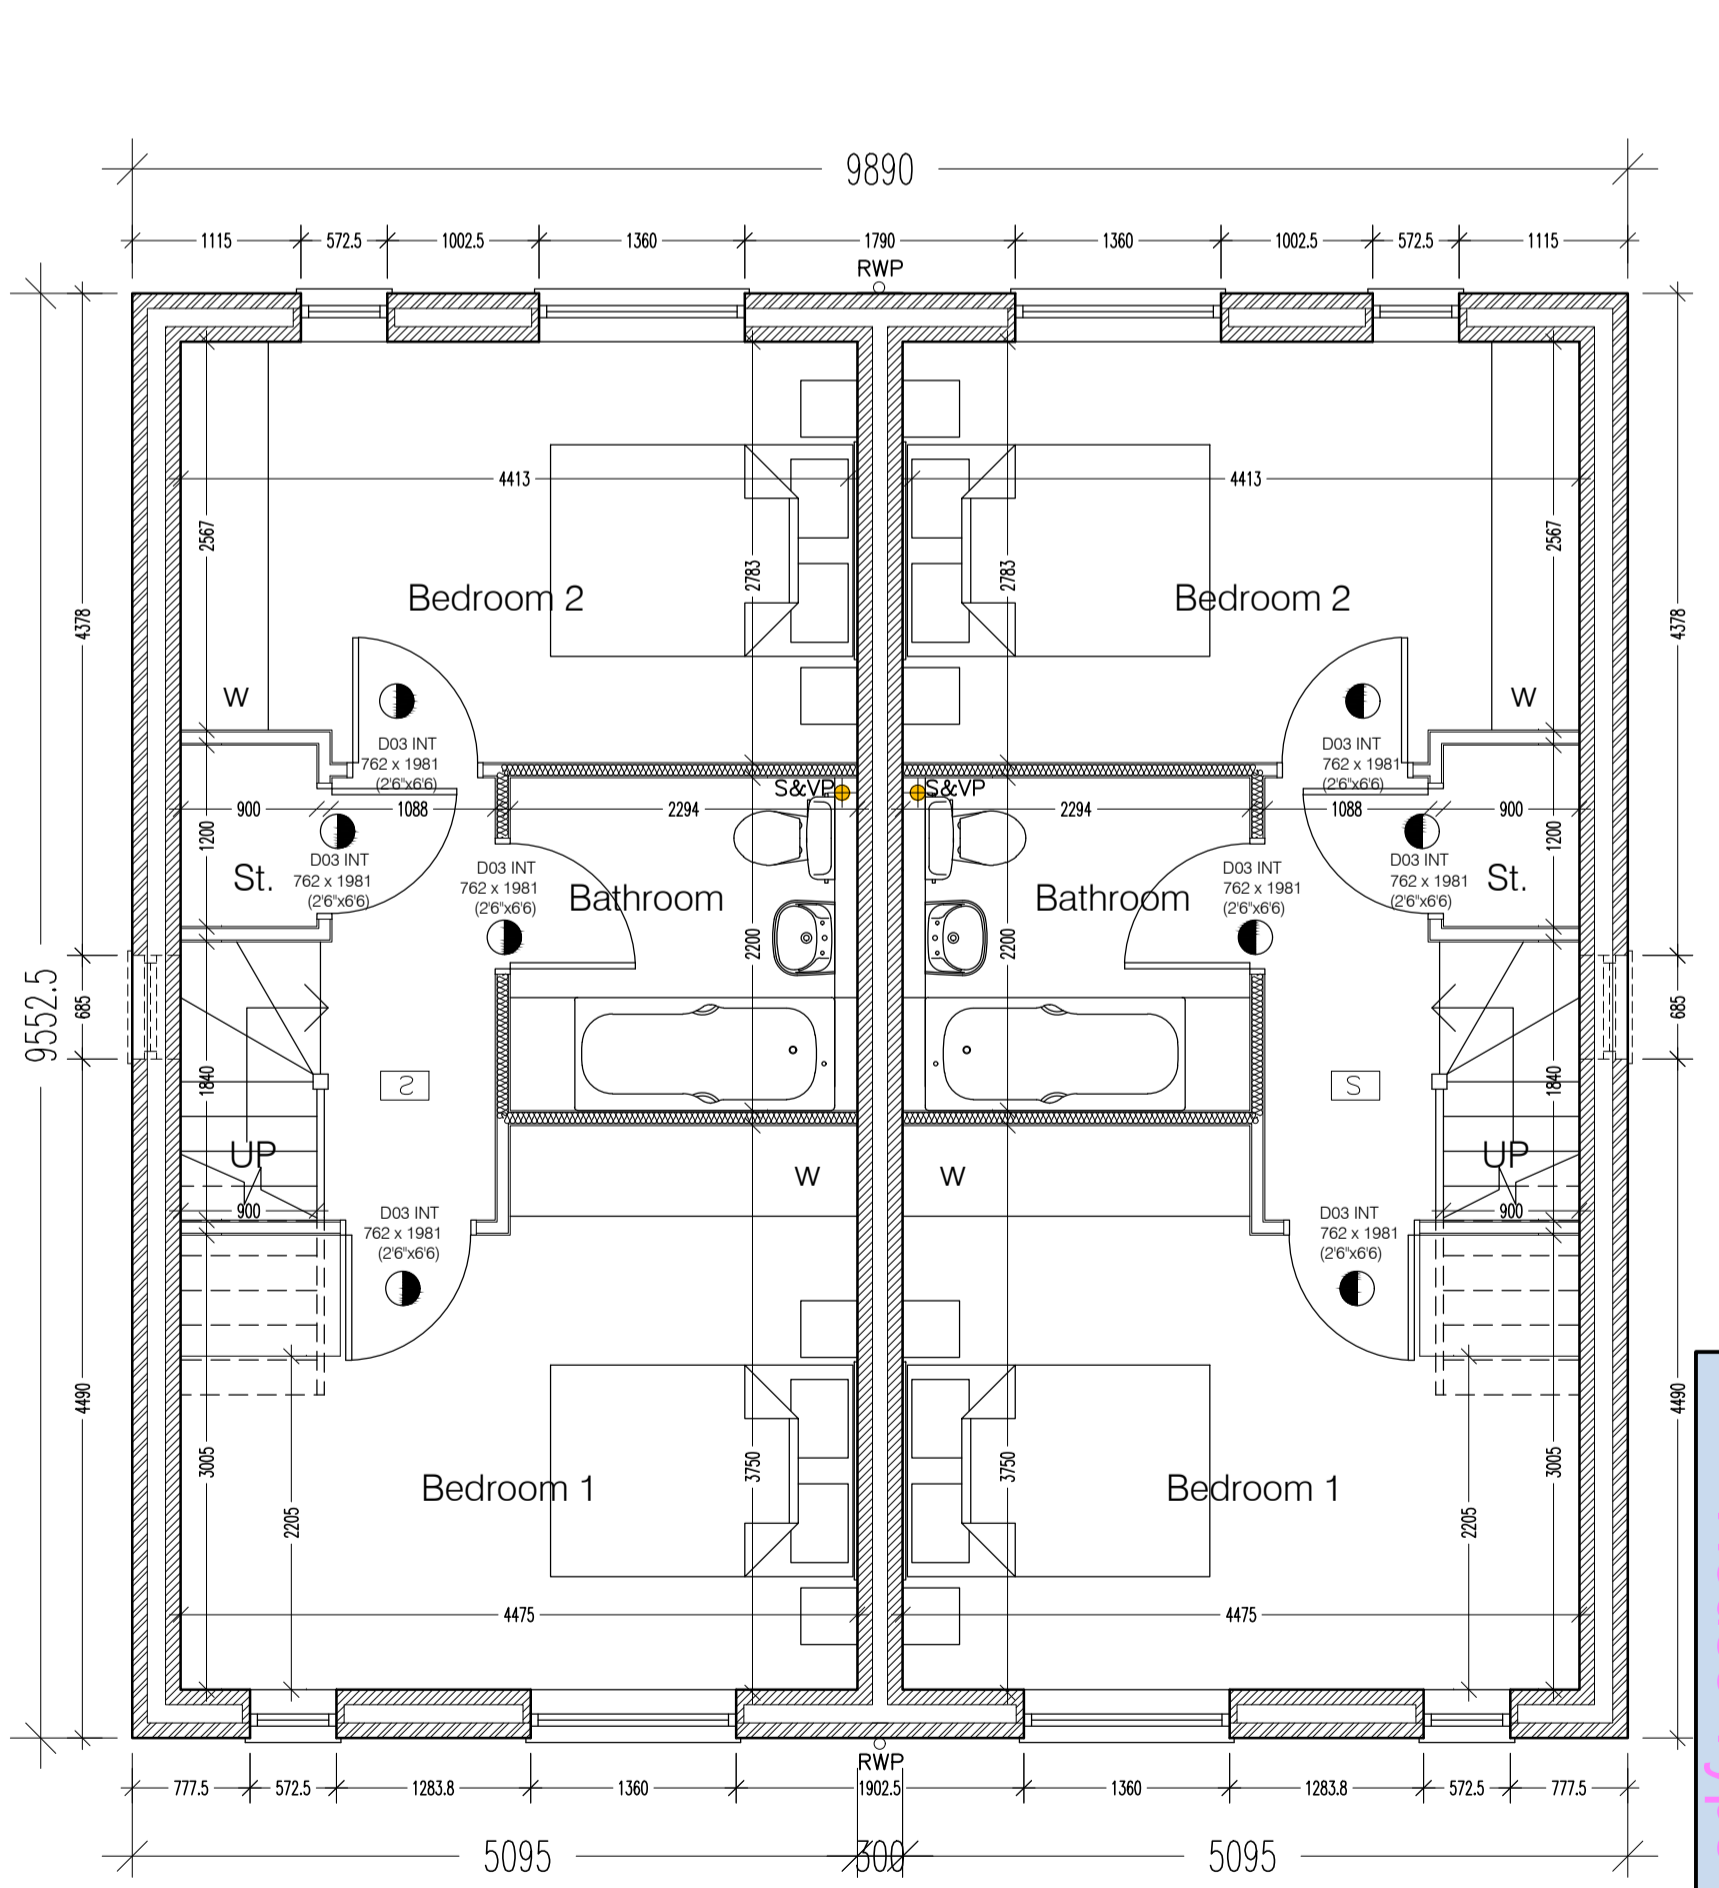 9890
1115 572.5 1002.5 1360 1790 1360 1002.5 572.5 1115
RWP
4413 4413
2567 2783 2783 2567
4378 4378
Bedroom 2 Bedroom 2
W W
D03 INT
762 x 1981
(2'6"x6'6)
D03 INT
762 x 1981
(2'6"x6'6)
S&VP S&VP
900 1088 2294 2294 1088 900
1200 1200
D03 INT
762 x 1981
(2'6"x6'6)
D03 INT
762 x 1981
(2'6"x6'6)
D03 INT
762 x 1981
(2'6"x6'6)
D03 INT
762 x 1981
(2'6"x6'6)
St. Bathroom Bathroom St.
2200 2200
9552.5 685 685
1840 S S 1840
UP W W UP
900 900
D03 INT
762 x 1981
(2'6"x6'6)
D03 INT
762 x 1981
(2'6"x6'6)
4490 4490
3005 3750 3750 3005
Bedroom 1 Bedroom 1
2205 2205
4475 4475
RWP
777.5 572.5 1283.8 1360 1902.5 1360 1283.8 572.5 777.5
5095 300 5095